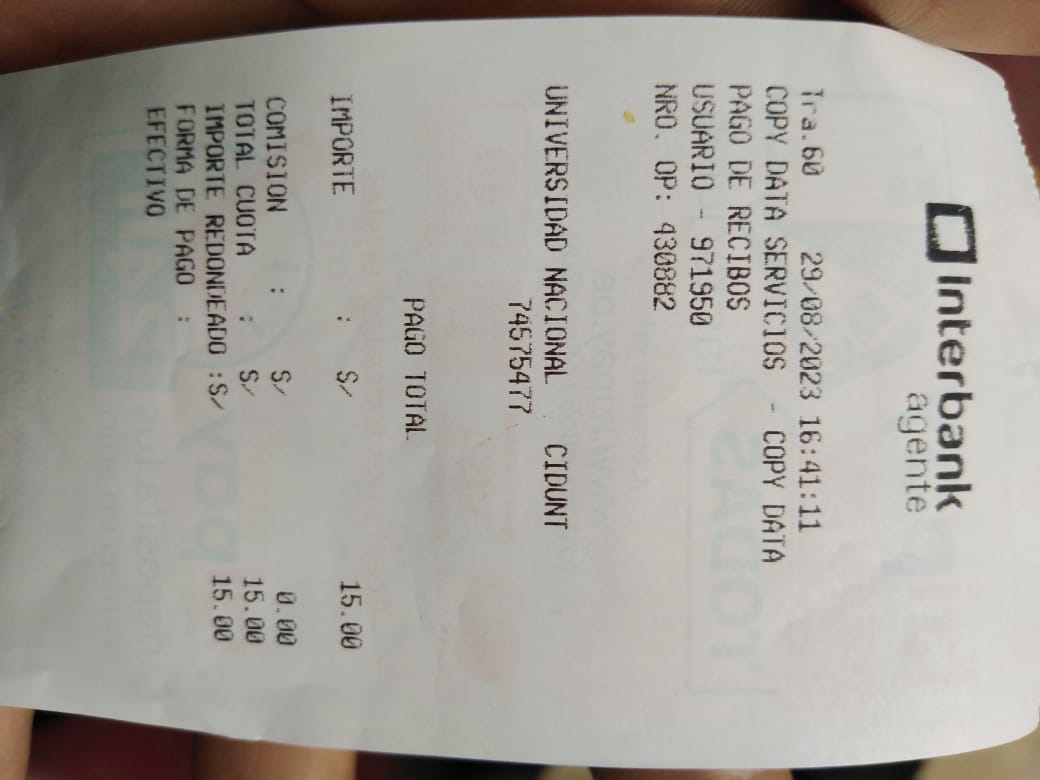 Interbank
agente
Tra.60 29/08/2023 16:41:11
COPY DATA SERVICIOS - COPY DATA
PAGO DE RECIBOS
USUARIO - 971950
NRO. OP: 430882
UNIVERSIDAD NACIONAL CIDUNT
74575477
PAGO TOTAL
IMPORTE : S/ 15.00
COMISION : S/ 0.00
TOTAL CUOTA : S/ 15.00
IMPORTE REDONDEADO :S/ 15.00
FORMA DE PAGO :
EFECTIVO